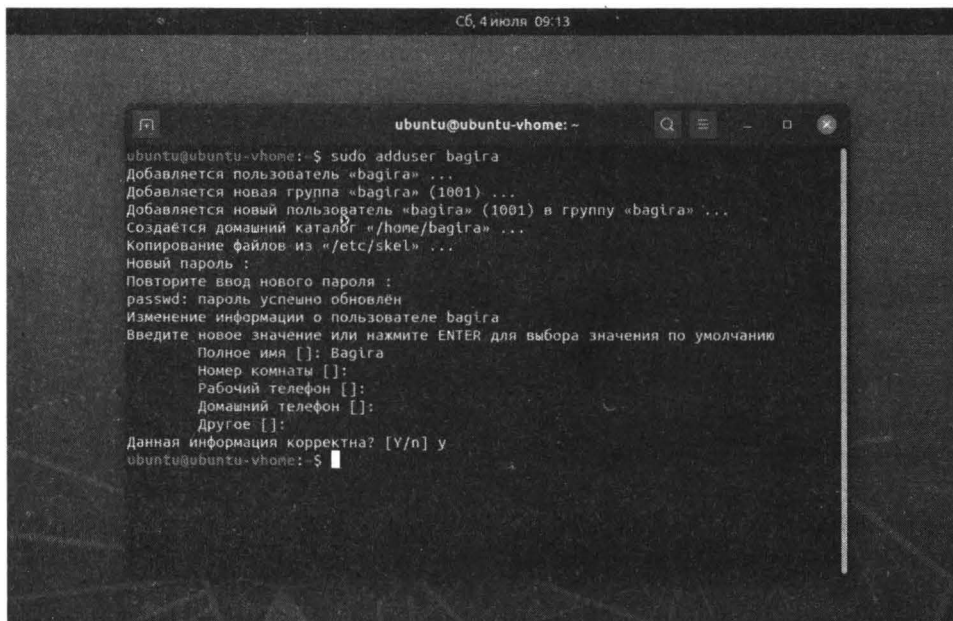 Сб, 4 июля 09:13
ubuntu@ubuntu-vhome: ~
ubuntu@ubuntu-vhome:~$ sudo adduser bagira
Добавляется пользователь «bagira» ...
Добавляется новая группа «bagira» (1001) ...
Добавляется новый пользователь «bagira» (1001) в группу «bagira» ...
Создаётся домашний каталог «/home/bagira» ...
Копирование файлов из «/etc/skel» ...
Новый пароль :
Повторите ввод нового пароля :
passwd: пароль успешно обновлён
Изменение информации о пользователе bagira
Введите новое значение или нажмите ENTER для выбора значения по умолчанию
Полное имя []: Bagira
Номер комнаты []:
Рабочий телефон []:
Домашний телефон []:
Другое []:
Данная информация корректна? [Y/n] y
ubuntu@ubuntu-vhome:~$